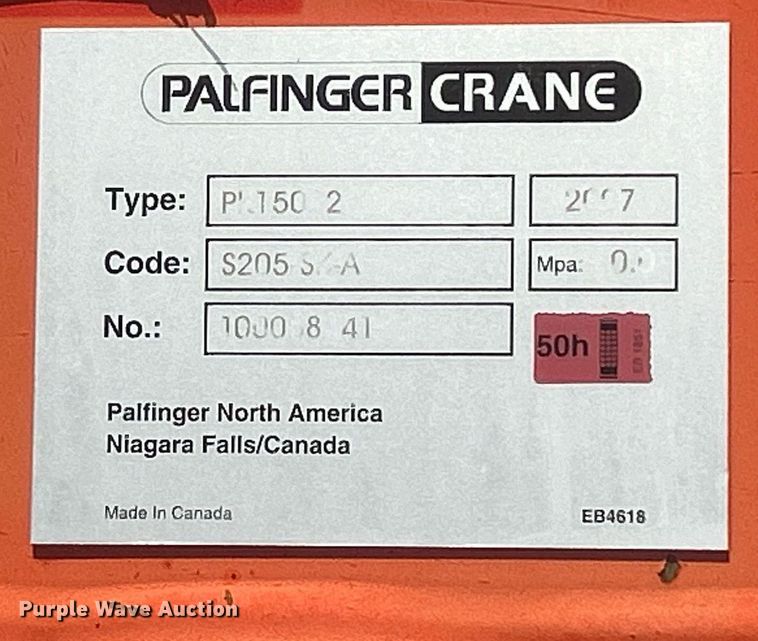 PALFINGER CRANE
Type:
Code:
Mpa:
No.:
50h
Palfinger North America
Niagara Falls/Canada
Made In Canada
EB4618
Purple Wave Auction